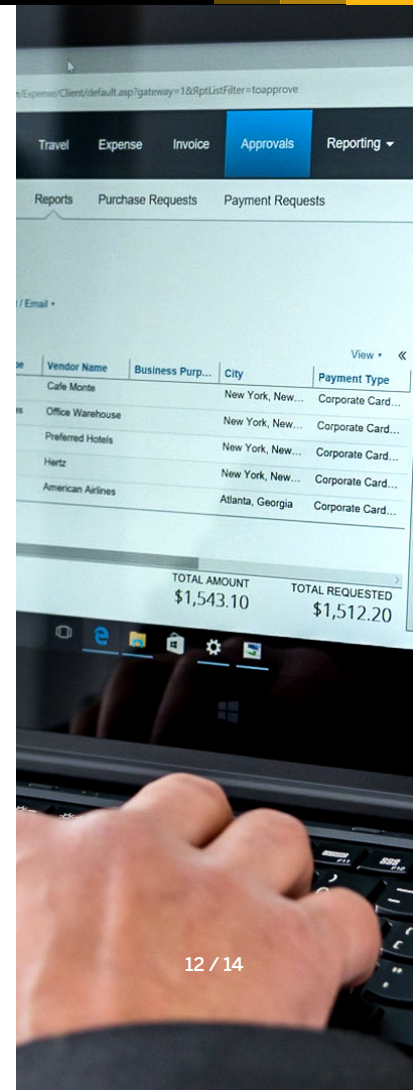 /Expense/Client/default.asp?gateway=1&RptListFilter=toapprove
Travel Expense Invoice Approvals Reporting
Reports Purchase Requests Payment Requests
/ Email
View
Vendor Name Business Purp... City Payment Type
Cafe Monte New York, New... Corporate Card...
Office Warehouse New York, New... Corporate Card...
Preferred Hotels New York, New... Corporate Card...
Hertz New York, New... Corporate Card...
American Airlines Atlanta, Georgia Corporate Card...
TOTAL AMOUNT TOTAL REQUESTED
$1,543.10 $1,512.20
F11 F12
12 / 14